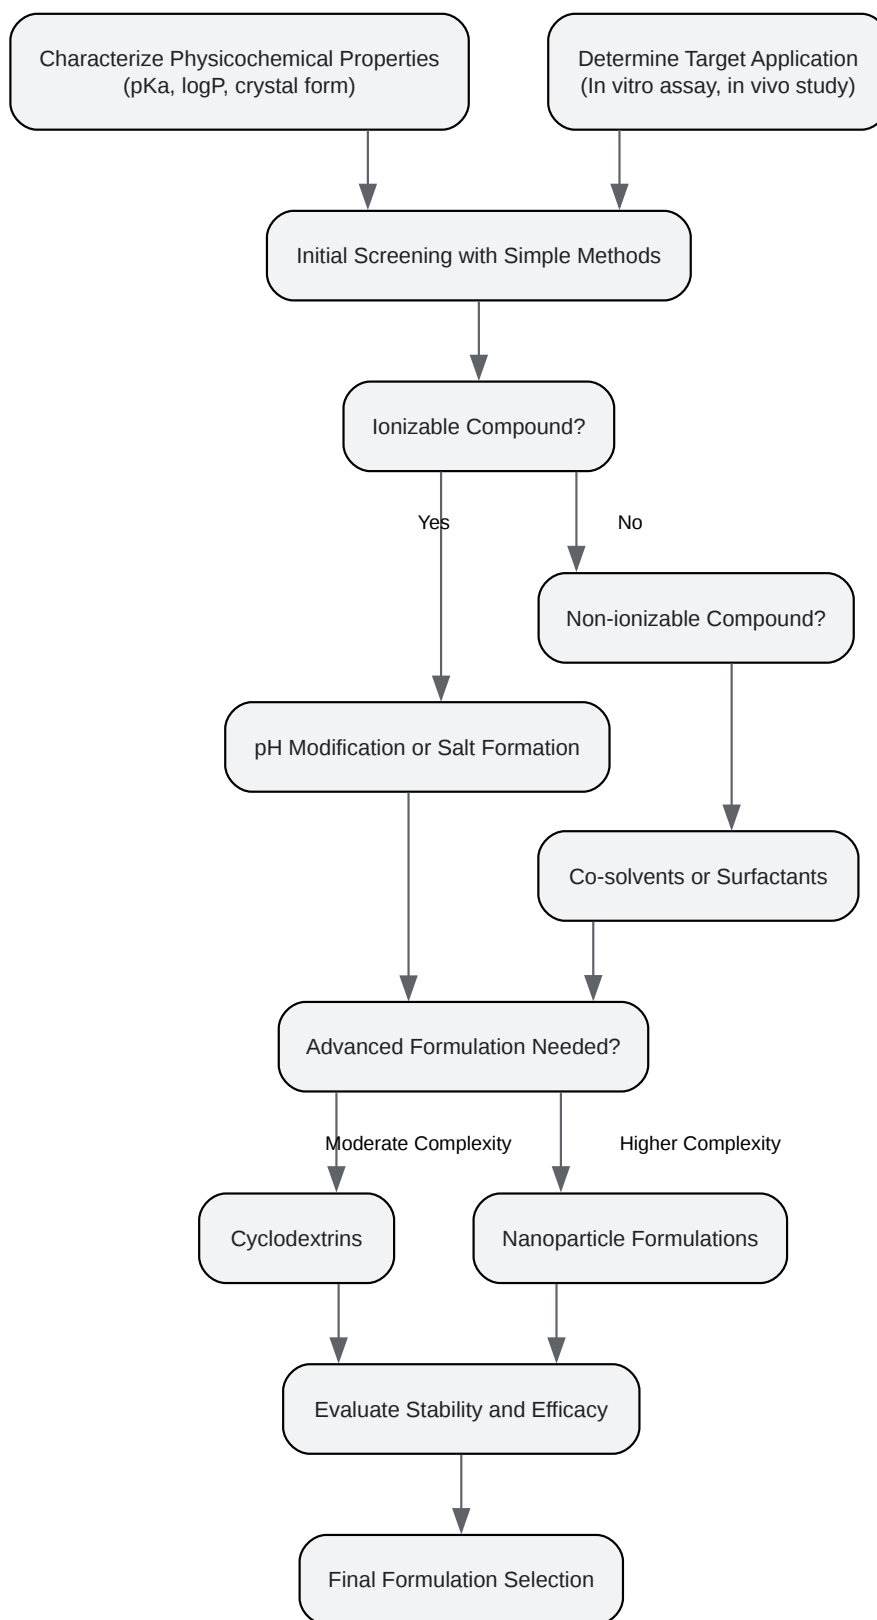 Characterize Physicochemical Properties
(pKa, logP, crystal form)
Determine Target Application
(In vitro assay, in vivo study)
Initial Screening with Simple Methods
Ionizable Compound?
Yes
No
Non-ionizable Compound?
pH Modification or Salt Formation
Co-solvents or Surfactants
Advanced Formulation Needed?
Moderate Complexity
Higher Complexity
Cyclodextrins
Nanoparticle Formulations
Evaluate Stability and Efficacy
Final Formulation Selection